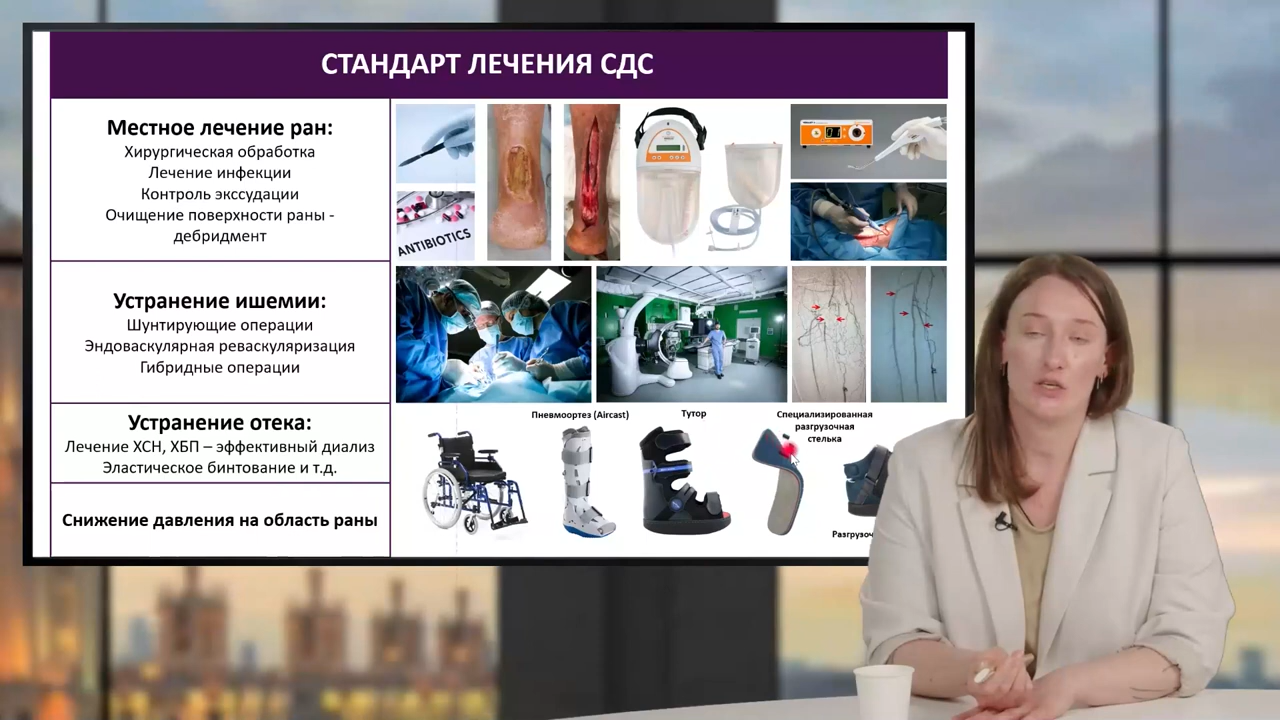 СТАНДАРТ ЛЕЧЕНИЯ СДС
Местное лечение ран:
Хирургическая обработка
Лечение инфекции
Контроль экссудации
Очищение поверхности раны -
дебридмент
ANTIBIOTICS
Устранение ишемии:
Шунтирующие операции
Эндоваскулярная реваскуляризация
Гибридные операции
Устранение отека:
Лечение ХСН, ХБП – эффективный диализ
Эластическое бинтование и т.д.
Снижение давления на область раны
Пневмоортез (Aircast)
Тутор
Специализированная
разгрузочная
стелька